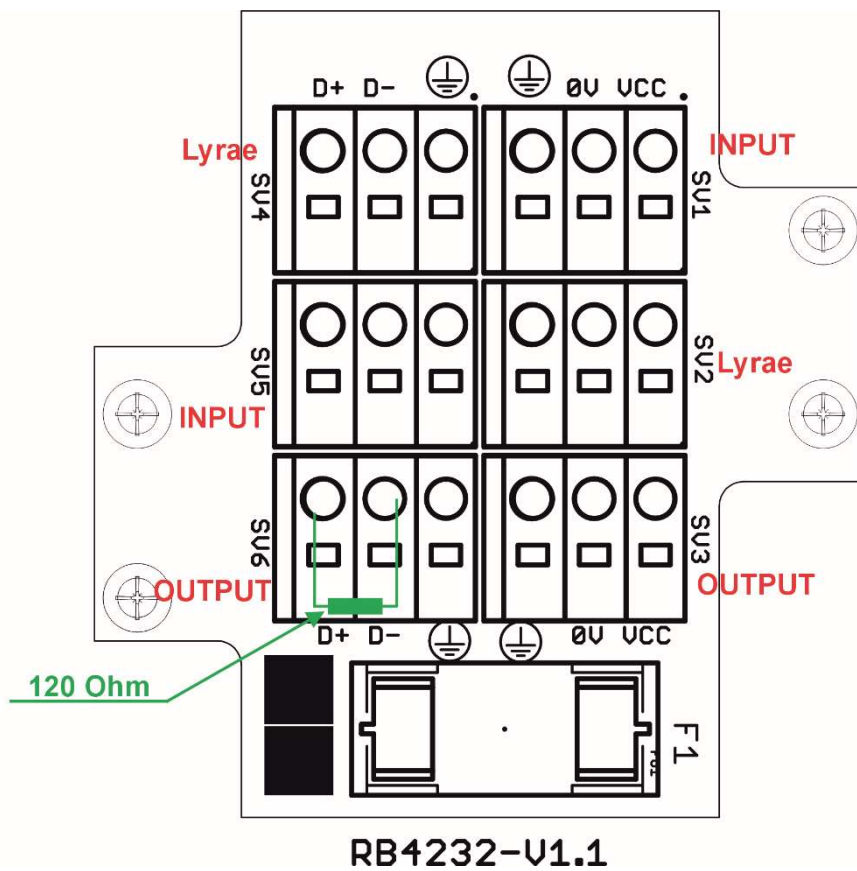 D+ D- 0V VCC
Lyrae
INPUT
SV4
SV1
SV5
SV2
Lyrae
INPUT
SV6
SV3
OUTPUT
OUTPUT
D+ D- 0V VCC
120 Ohm
F1
RB4232-V1.1